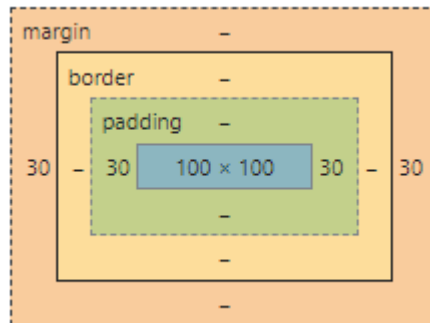 margin –
border –
padding –
30 – 30 100 × 100 30 – 30
–
–
–